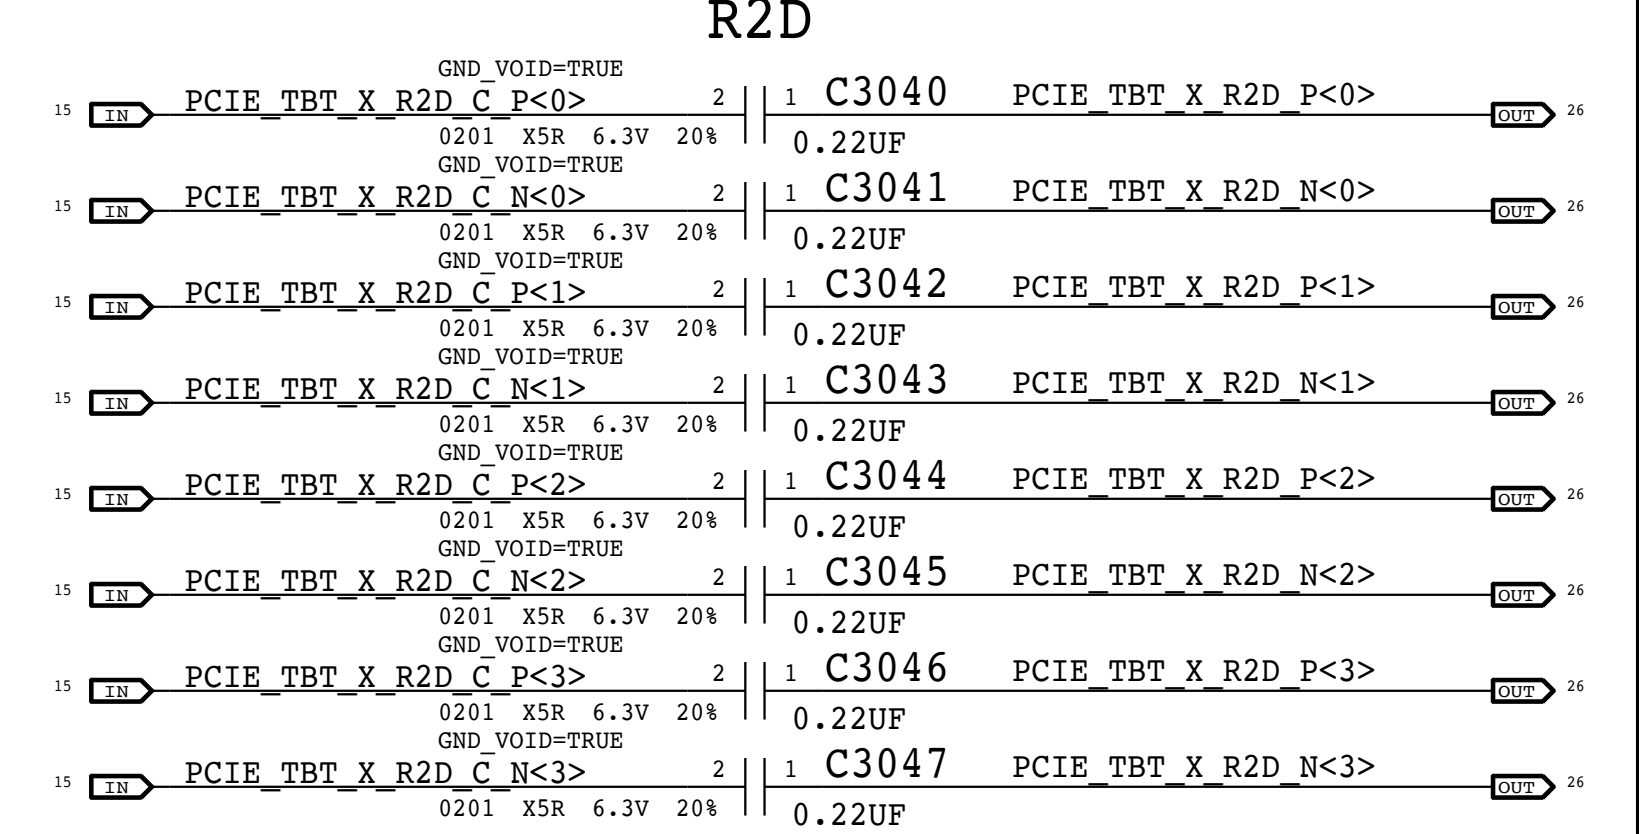 R2D
GND_VOID=TRUE
15 IN PCIE_TBT_X_R2D_C_P<0> 2 1 C3040 PCIE_TBT_X_R2D_P<0> OUT 26
0201 X5R 6.3V 20% 0.22UF
GND_VOID=TRUE
15 IN PCIE_TBT_X_R2D_C_N<0> 2 1 C3041 PCIE_TBT_X_R2D_N<0> OUT 26
0201 X5R 6.3V 20% 0.22UF
GND_VOID=TRUE
15 IN PCIE_TBT_X_R2D_C_P<1> 2 1 C3042 PCIE_TBT_X_R2D_P<1> OUT 26
0201 X5R 6.3V 20% 0.22UF
GND_VOID=TRUE
15 IN PCIE_TBT_X_R2D_C_N<1> 2 1 C3043 PCIE_TBT_X_R2D_N<1> OUT 26
0201 X5R 6.3V 20% 0.22UF
GND_VOID=TRUE
15 IN PCIE_TBT_X_R2D_C_P<2> 2 1 C3044 PCIE_TBT_X_R2D_P<2> OUT 26
0201 X5R 6.3V 20% 0.22UF
GND_VOID=TRUE
15 IN PCIE_TBT_X_R2D_C_N<2> 2 1 C3045 PCIE_TBT_X_R2D_N<2> OUT 26
0201 X5R 6.3V 20% 0.22UF
GND_VOID=TRUE
15 IN PCIE_TBT_X_R2D_C_P<3> 2 1 C3046 PCIE_TBT_X_R2D_P<3> OUT 26
0201 X5R 6.3V 20% 0.22UF
GND_VOID=TRUE
15 IN PCIE_TBT_X_R2D_C_N<3> 2 1 C3047 PCIE_TBT_X_R2D_N<3> OUT 26
0201 X5R 6.3V 20% 0.22UF